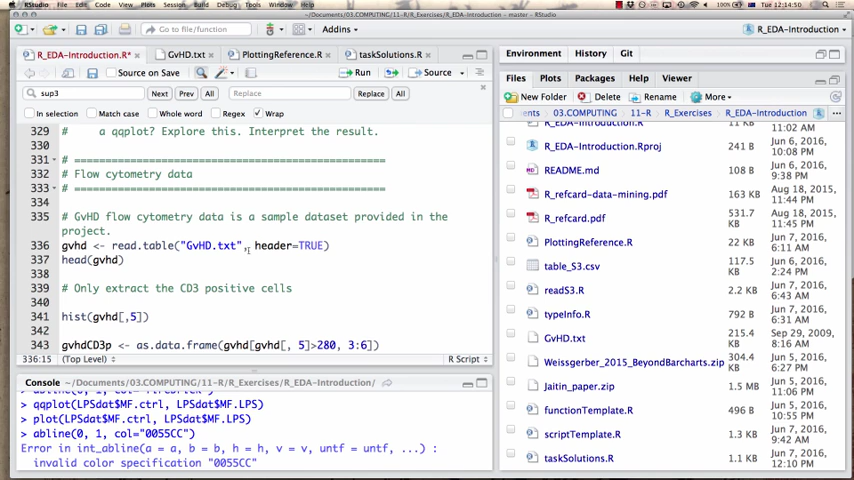 RStudio File Edit Code View Plots Session Build Debug Tools Window Help 100% 12:14:50
~/Documents/03.COMPUTING/11-R/R_Exercises/R_EDA-Introduction - master - RStudio
Go to file/function Addins R_EDA-Introduction
R_EDA-Introduction.R* GvHD.txt PlottingReference.R taskSolutions.R
Source on Save Run Source
sup3 Next Prev All Replace Replace All
In selection Match case Whole word Regex Wrap
329 # a qqplot? Explore this. Interpret the result.
330
331 # =====================================================
332 # Flow cytometry data
333 # =====================================================
334
335 # GvHD flow cytometry data is a sample dataset provided in the
project.
336 gvhd <- read.table("GvHD.txt", header=TRUE)
337 head(gvhd)
338
339 # Only extract the CD3 positive cells
340
341 hist(gvhd[,5])
342
343 gvhdCD3p <- as.data.frame(gvhd[gvhd[, 5]>280, 3:6])
336:15 (Top Level) R Script
Console ~/Documents/03.COMPUTING/11-R/R_Exercises/R_EDA-Introduction/
> qqplot(LPSdat$MF.ctrl, LPSdat$MF.LPS)
> plot(LPSdat$MF.ctrl, LPSdat$MF.LPS)
> abline(0, 1, col="0055CC")
Error in int_abline(a = a, b = b, h = h, v = v, untf = untf, ...) :
invalid color specification "0055CC"
Environment History Git
Files Plots Packages Help Viewer
New Folder Delete Rename More
ents 03.COMPUTING 11-R R_Exercises R_EDA-Introduction ...
R_EDA-Introduction.R 11 KB 11:02 AM
R_EDA-Introduction.Rproj 241 B Jun 6, 2016, 10:08 PM
README.md 108 B Jun 6, 2016, 9:38 PM
R_refcard-data-mining.pdf 163 KB Aug 18, 2015, 11:45 PM
R_refcard.pdf 531.7 KB Aug 18, 2015, 11:45 PM
PlottingReference.R 22 KB Jun 7, 2016, 6:11 AM
table_S3.csv 117.5 KB Jun 6, 2016, 2:24 PM
readS3.R 2.2 KB Jun 7, 2016, 6:43 AM
typeInfo.R 792 B Jun 7, 2016, 6:31 AM
GvHD.txt 215.4 KB Sep 29, 2009, 8:16 AM
Weissgerber_2015_BeyondBarcharts.zip 304.4 KB Jun 7, 2016, 6:27 PM
Jaitin_paper.zip 1.5 MB Jun 7, 2016, 11:06 PM
functionTemplate.R 496 B Jun 7, 2016, 10:55 AM
scriptTemplate.R 1.3 KB Jun 7, 2016, 9:42 AM
taskSolutions.R 1.1 KB Jun 7, 2016, 12:10 PM